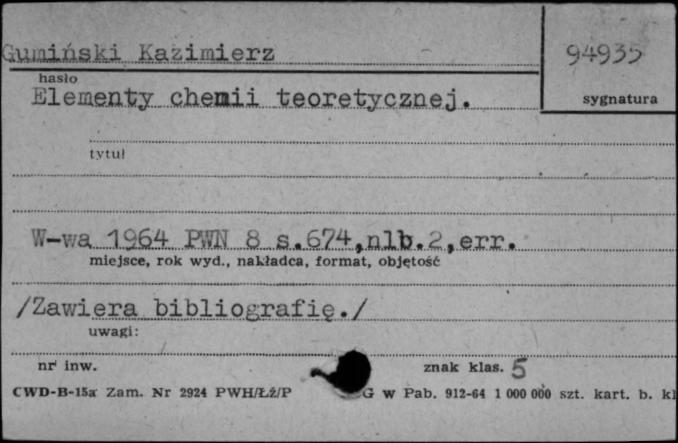 Gumiński Kazimierz
94935
hasło
sygnatura
Elementy chemii teoretycznej.
tytuł
W-wa 1964 PWN 8 s.674,nlb.2,err.
miejsce, rok wyd., nakładca, format, objętość
/Zawiera bibliografię./
uwagi:
nr inw.
znak klas. 5
CWD-B-15a Zam. Nr 2924 PWH/Łź/P
G w Pab. 912-64 1 000 000 szt. kart. b. kl